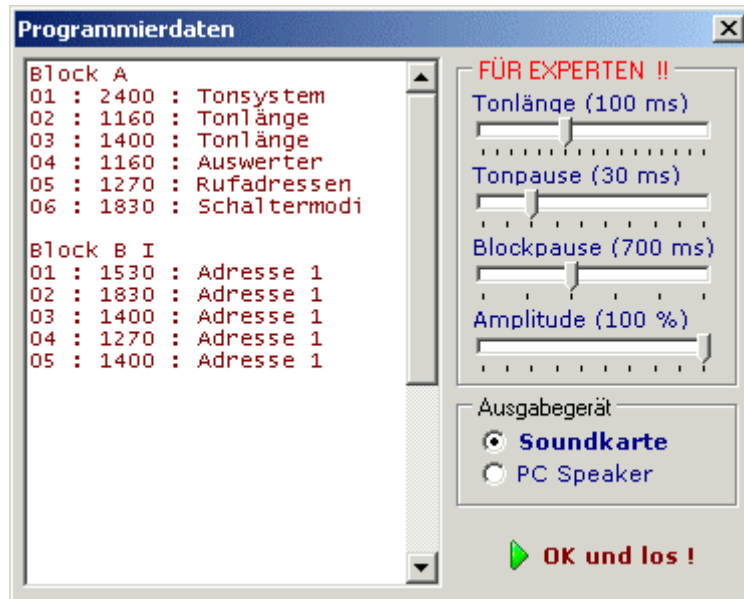 Programmierdaten
Block A
01 : 2400 : Tonsystem
02 : 1160 : Tonlänge
03 : 1400 : Tonlänge
04 : 1160 : Auswerter
05 : 1270 : Rufadressen
06 : 1830 : Schaltermodi
Block B I
01 : 1530 : Adresse 1
02 : 1830 : Adresse 1
03 : 1400 : Adresse 1
04 : 1270 : Adresse 1
05 : 1400 : Adresse 1
FÜR EXPERTEN !!
Tonlänge (100 ms)
Tonpause (30 ms)
Blockpause (700 ms)
Amplitude (100 %)
Ausgabegerät
Soundkarte
PC Speaker
OK und los !